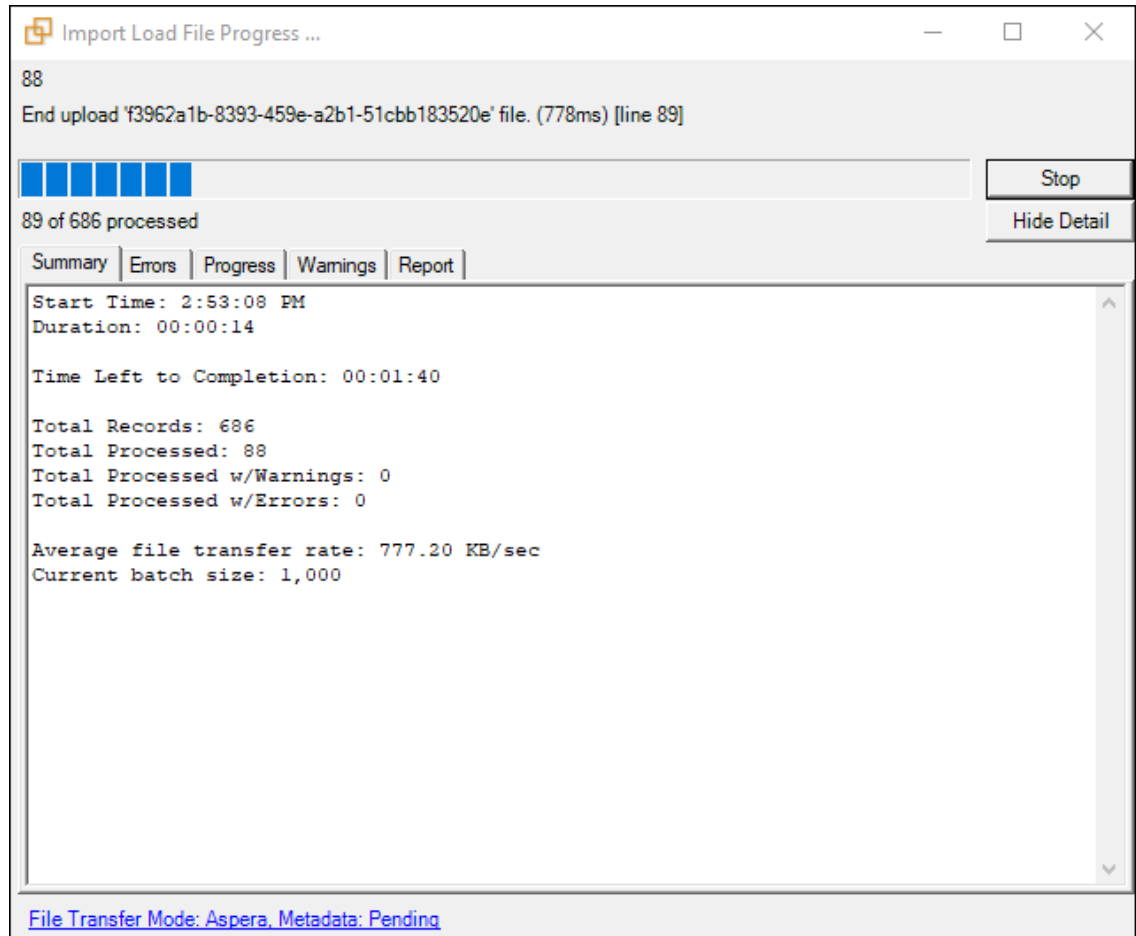 Import Load File Progress ...
88
End upload 'f3962a1b-8393-459e-a2b1-51cbb183520e' file. (778ms) [line 89]
Stop
89 of 686 processed
Hide Detail
Summary Errors Progress Warnings Report
Start Time: 2:53:08 PM
Duration: 00:00:14
Time Left to Completion: 00:01:40
Total Records: 686
Total Processed: 88
Total Processed w/Warnings: 0
Total Processed w/Errors: 0
Average file transfer rate: 777.20 KB/sec
Current batch size: 1,000
File Transfer Mode: Aspera, Metadata: Pending